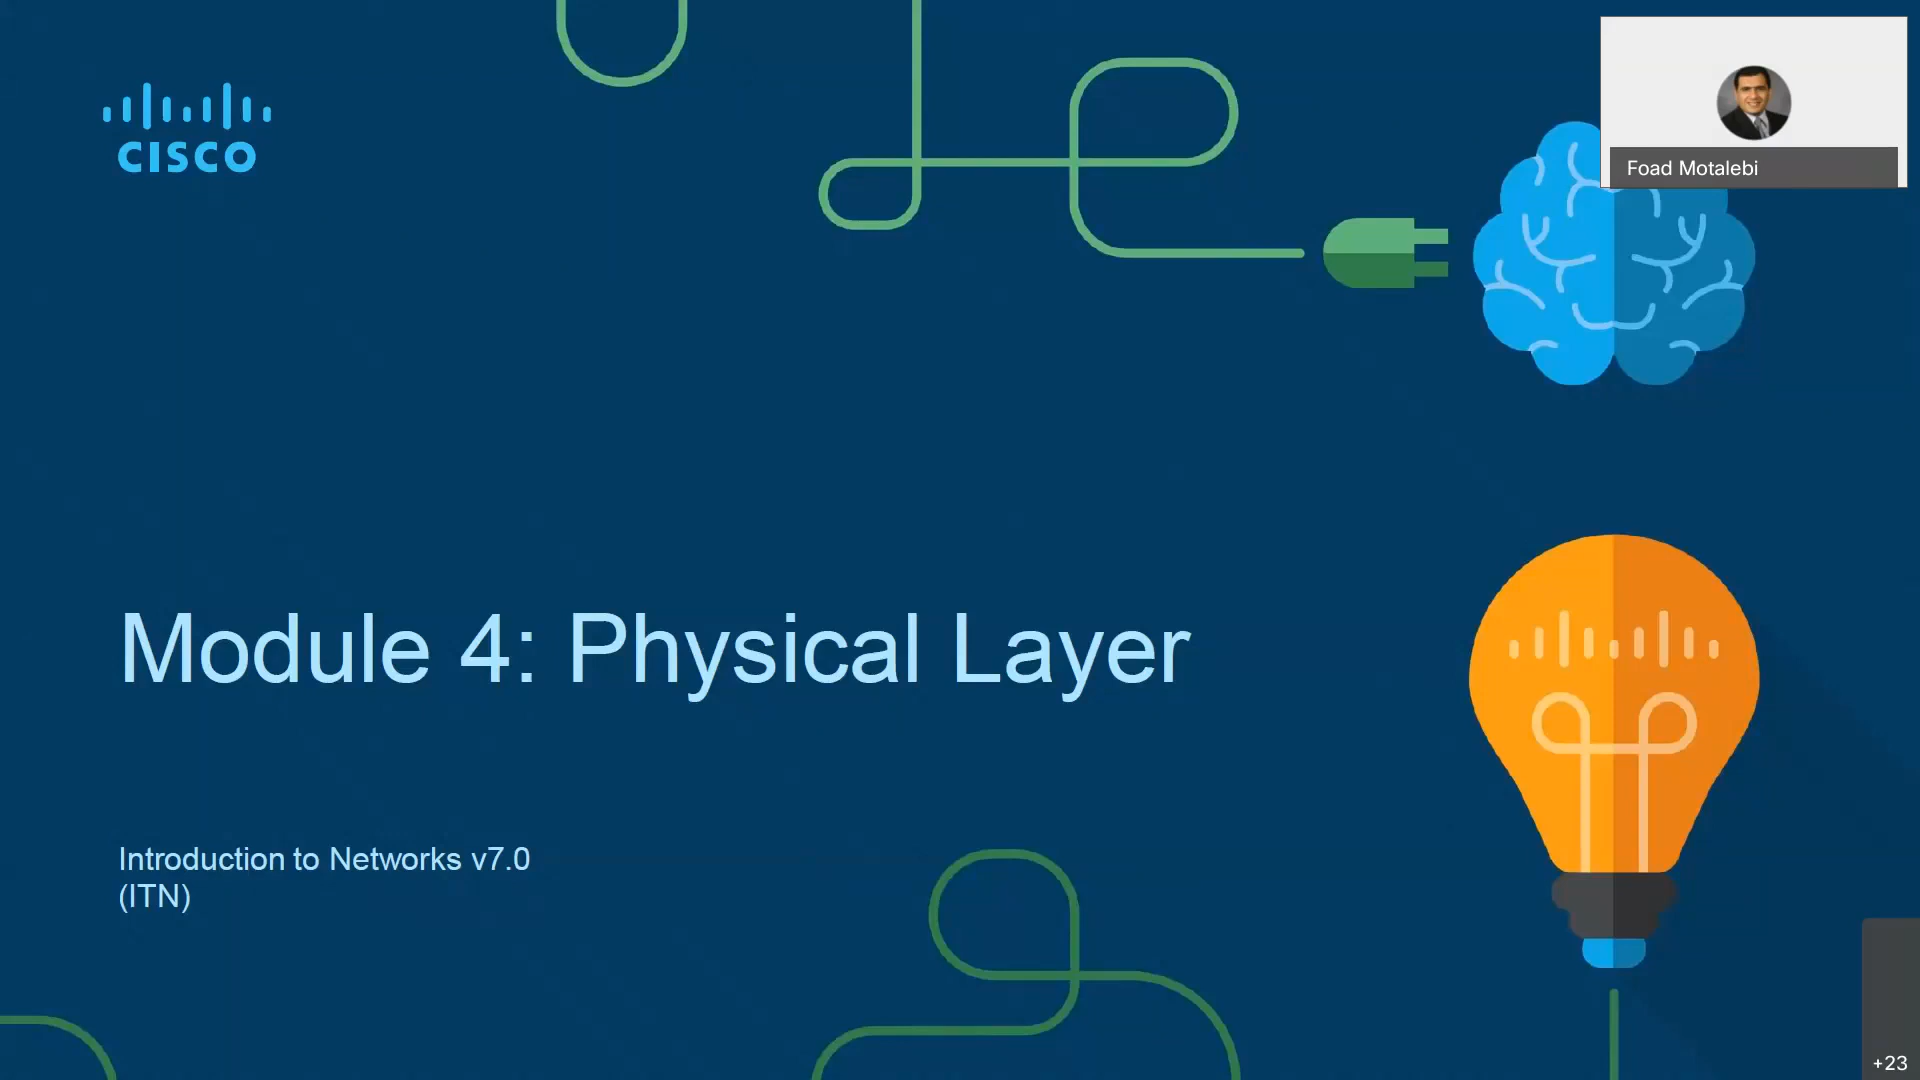 CISCO
Foad Motalebi
Module 4: Physical Layer
Introduction to Networks v7.0
(ITN)
+23